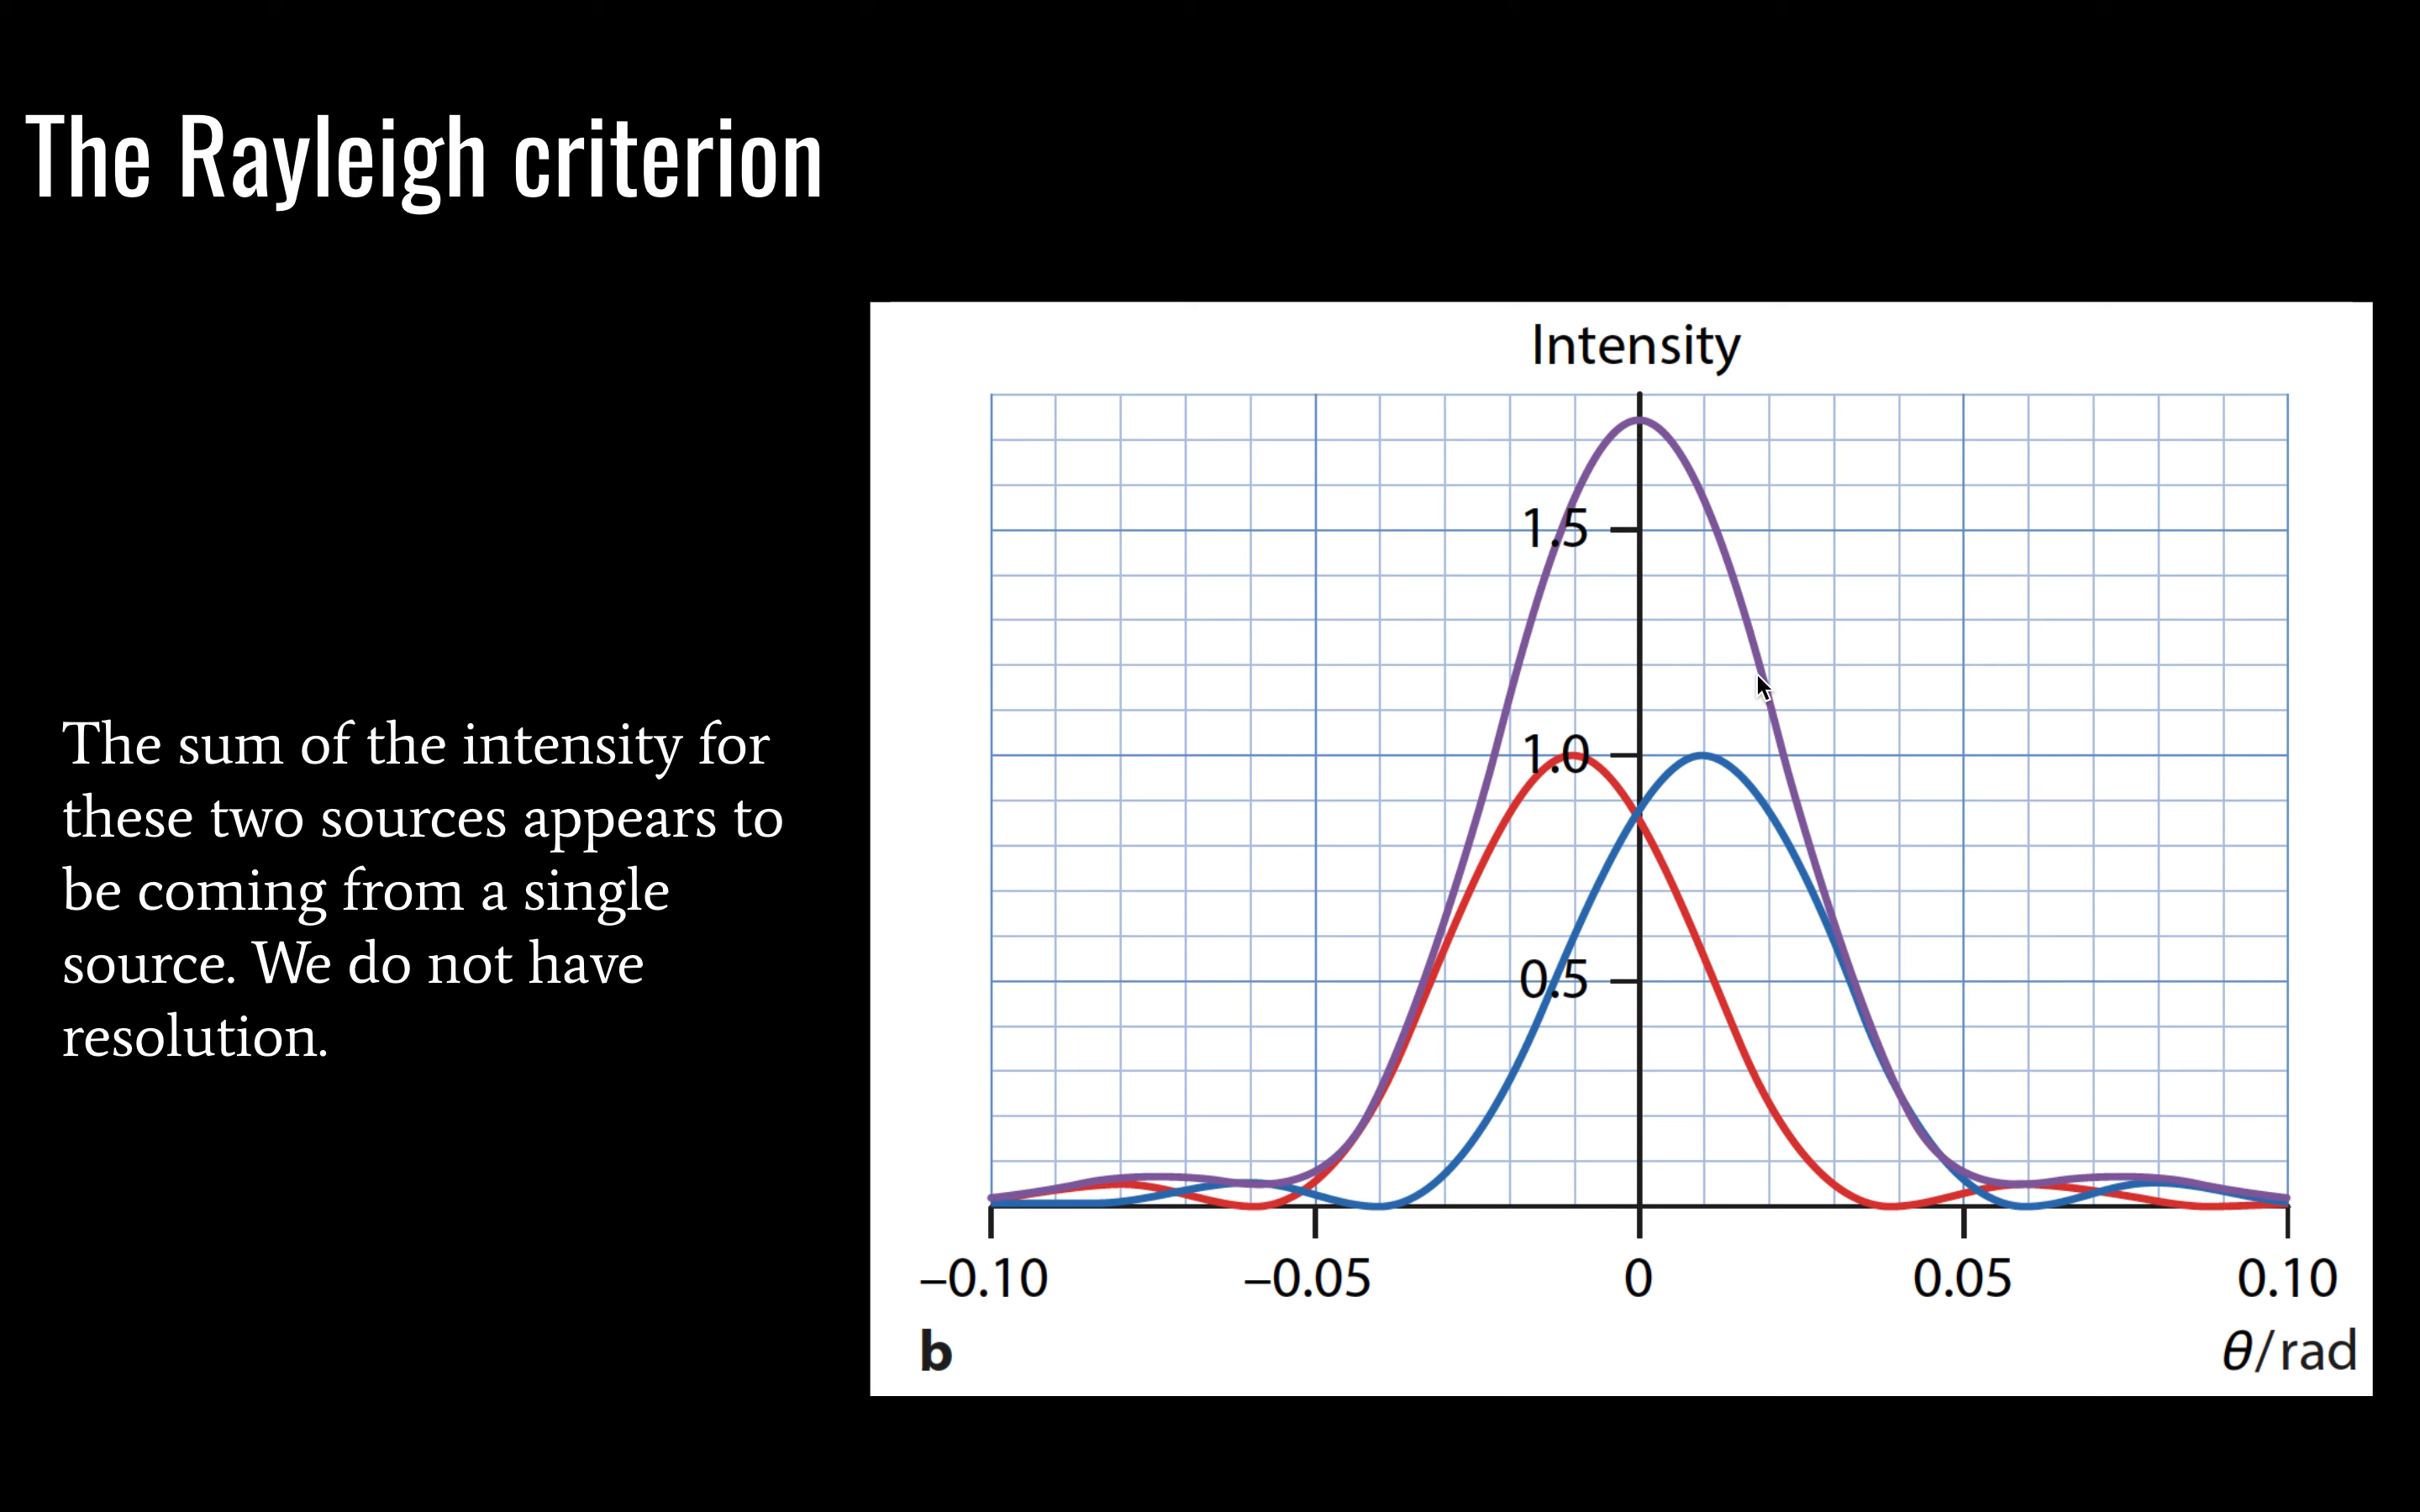 The Rayleigh criterion
The sum of the intensity for
these two sources appears to
be coming from a single
source. We do not have
resolution.
Intensity
1.5
1.0
0.5
–0.10
–0.05
0
0.05
0.10
b
θ/rad